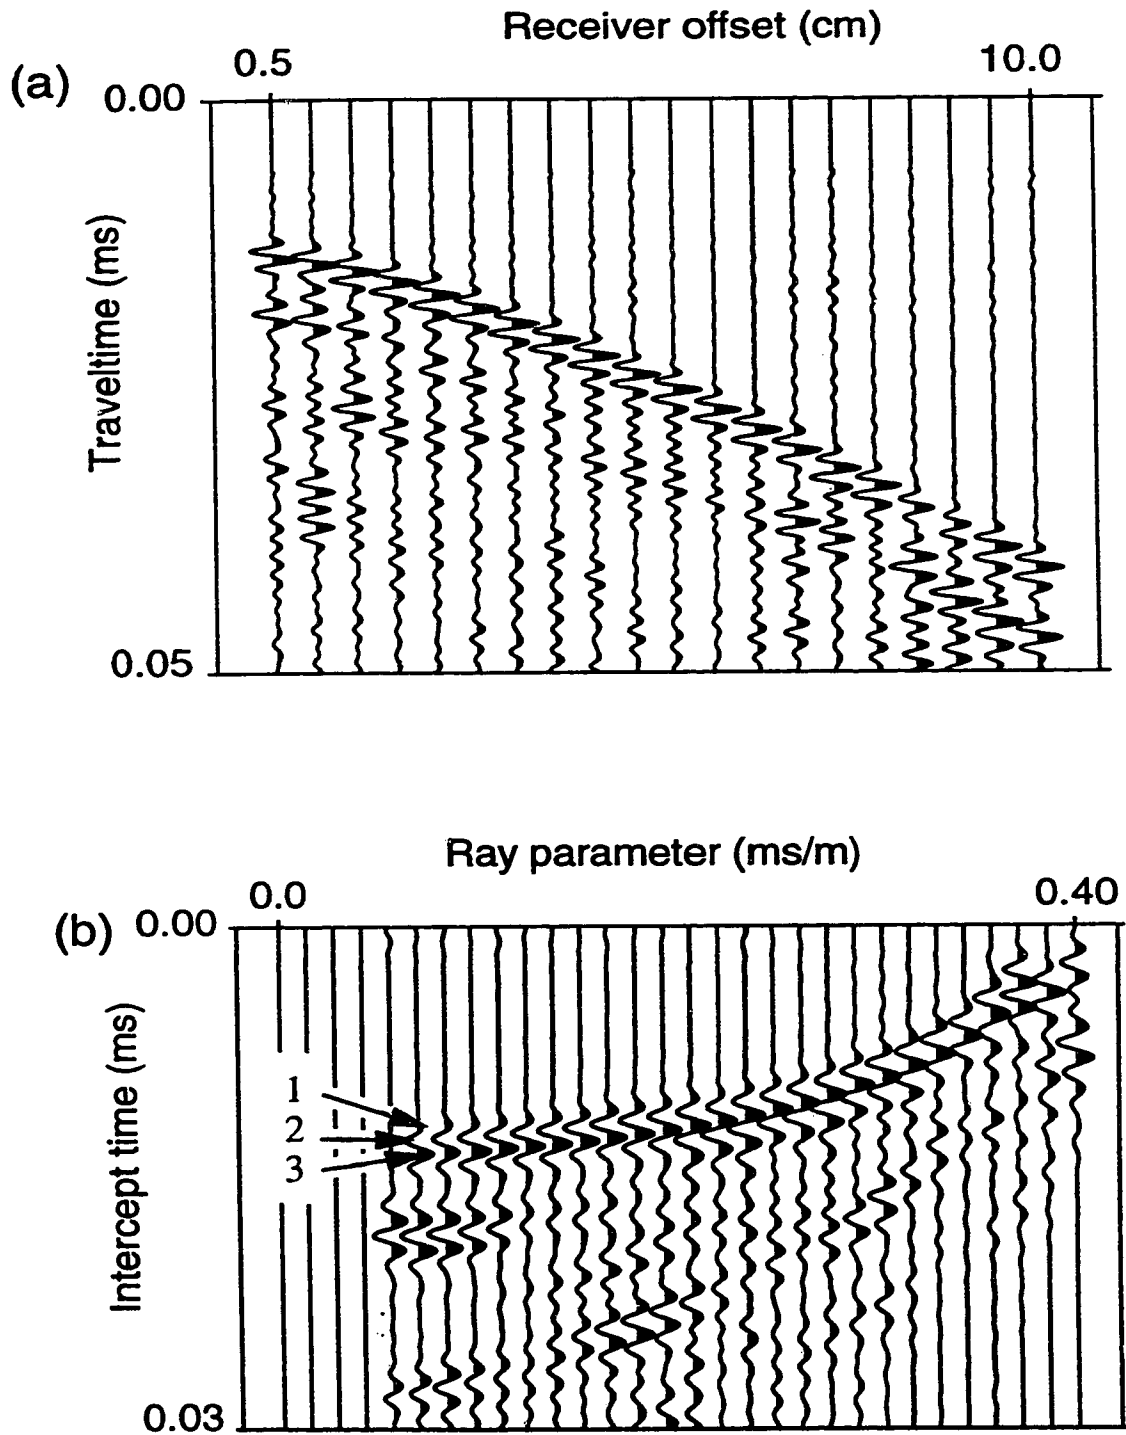 Receiver offset (cm)
0.5 10.0
(a) 0.00
Traveltime (ms)
0.05
Ray parameter (ms/m)
0.0 0.40
(b) 0.00
1
2
3
Intercept time (ms)
0.03